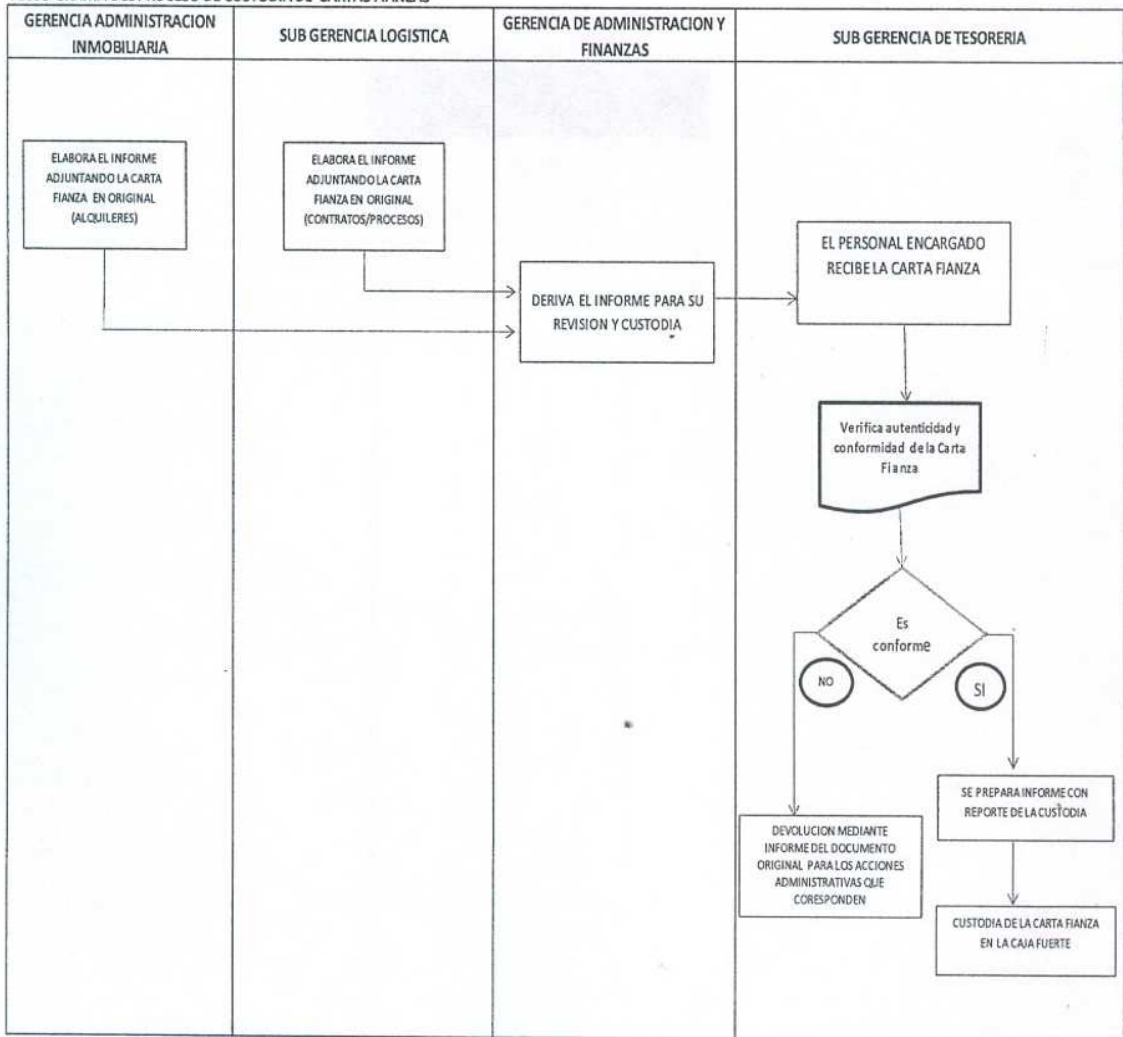 GERENCIA ADMINISTRACION
INMOBILIARIA
SUB GERENCIA LOGISTICA
GERENCIA DE ADMINISTRACION Y
FINANZAS
SUB GERENCIA DE TESORERIA
ELABORA EL INFORME
ADJUNTANDO LA CARTA
FIANZA EN ORIGINAL
(ALQUILERES)
ELABORA EL INFORME
ADJUNTANDO LA CARTA
FIANZA EN ORIGINAL
(CONTRATOS/PROCESOS)
DERIVA EL INFORME PARA SU
REVISION Y CUSTODIA
EL PERSONAL ENCARGADO
RECIBE LA CARTA FIANZA
Verifica autenticidad y
conformidad de la Carta
Fianza
Es
conforme
NO
SI
DEVOLUCION MEDIANTE
INFORME DEL DOCUMENTO
ORIGINAL PARA LOS ACCIONES
ADMINISTRATIVAS QUE
CORESPONDEN
SE PREPARA INFORME CON
REPORTE DE LA CUSTODIA
CUSTODIA DE LA CARTA FIANZA
EN LA CAJA FUERTE